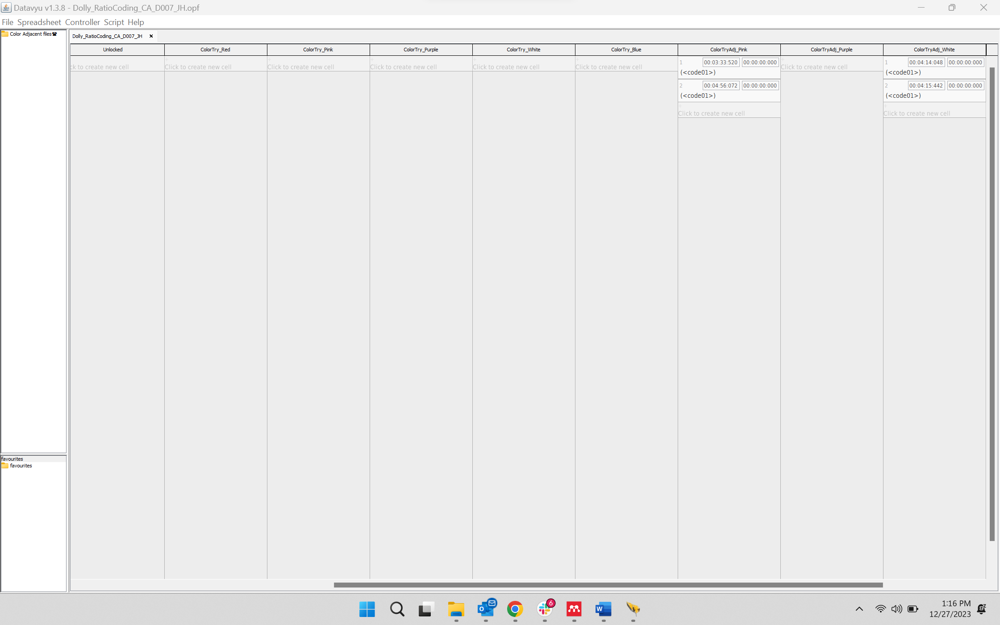 Datavyu v1.3.8 - Dolly_RatioCoding_CA_D007_JH.opf
File Spreadsheet Controller Script Help
Color Adjacent files
Dolly_RatioCoding_CA_D007_JH ×
Unlocked ColorTry_Red ColorTry_Pink ColorTry_Purple ColorTry_White ColorTry_Blue ColorTryAdj_Pink ColorTryAdj_Purple ColorTryAdj_White
ck to create new cell
+
Click to create new cell
+
Click to create new cell
+
Click to create new cell
+
Click to create new cell
+
Click to create new cell
1 00:03:33:520 00:00:00:000
(<code01>)
2 00:04:56:072 00:00:00:000
(<code01>)
+
Click to create new cell
+
Click to create new cell
1 00:04:14:048 00:00:00:000
(<code01>)
2 00:04:15:442 00:00:00:000
(<code01>)
+
Click to create new cell
favourites
favourites
6
1:16 PM
12/27/2023